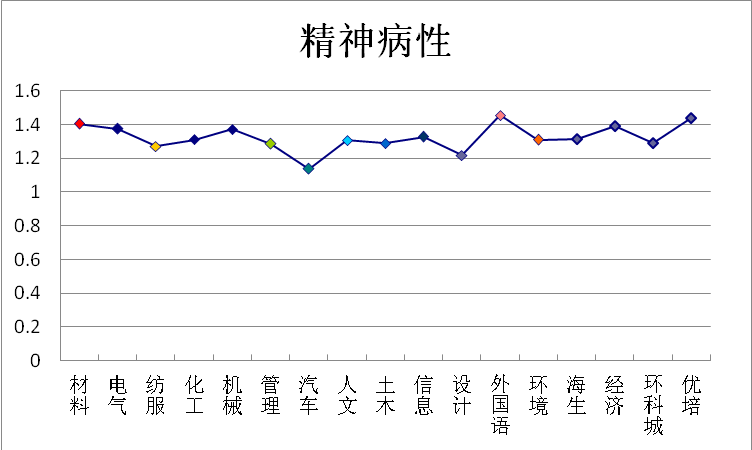 精神病性
1.6
1.4
1.2
1
0.8
0.6
0.4
0.2
0
材料
电气
纺服
化工
机械
管理
汽车
人文
土木
信息
设计
外国语
环境
海生
经济
环科城
优培